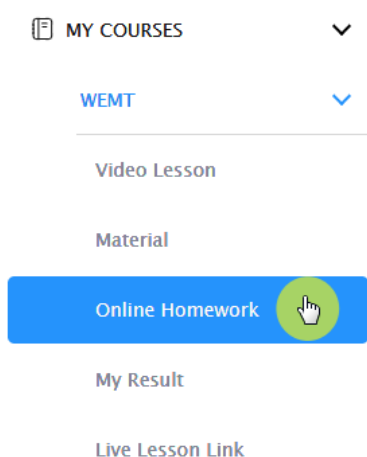 MY COURSES
WEMT
Video Lesson
Material
Online Homework
My Result
Live Lesson Link